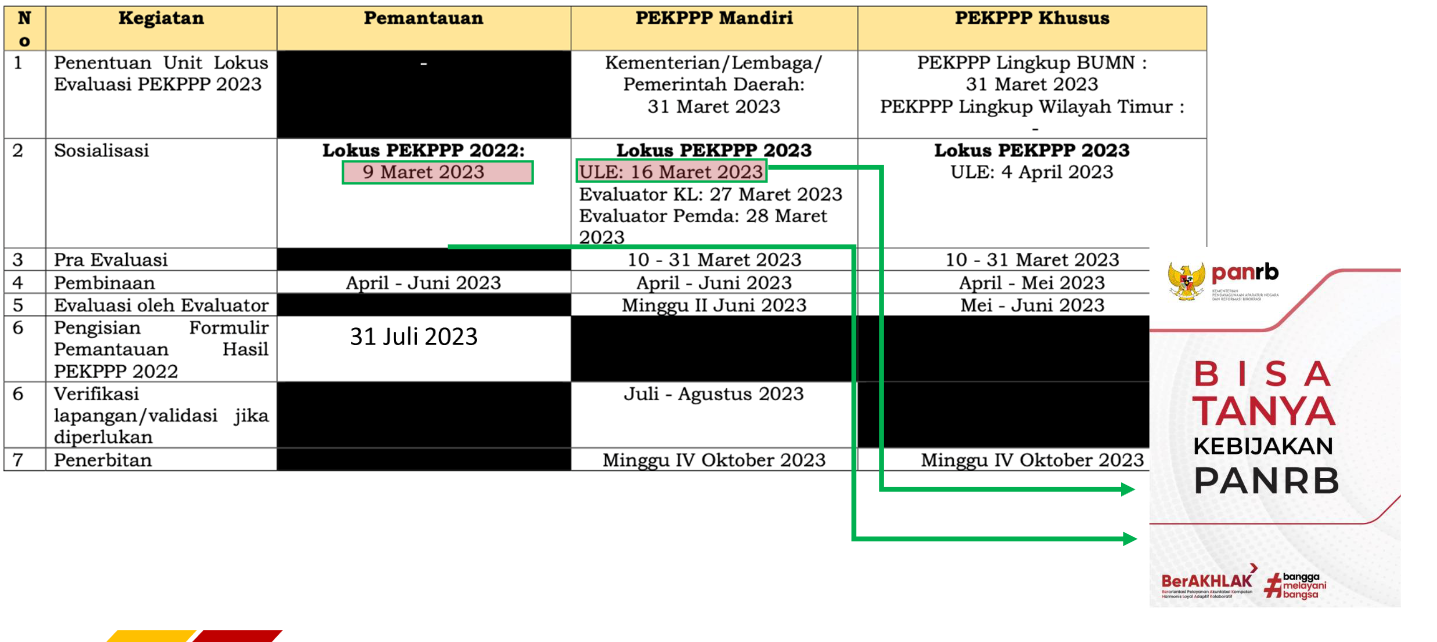 No Kegiatan Pemantauan PEKPPP Mandiri PEKPPP Khusus
1 Penentuan Unit Lokus
Evaluasi PEKPPP 2023
-
Kementerian/Lembaga/
Pemerintah Daerah:
31 Maret 2023
PEKPPP Lingkup BUMN :
31 Maret 2023
PEKPPP Lingkup Wilayah Timur :
-
2 Sosialisasi
Lokus PEKPPP 2022:
9 Maret 2023
Lokus PEKPPP 2023
ULE: 16 Maret 2023
Evaluator KL: 27 Maret 2023
Evaluator Pemda: 28 Maret
2023
Lokus PEKPPP 2023
ULE: 4 April 2023
3 Pra Evaluasi 10 - 31 Maret 2023 10 - 31 Maret 2023
4 Pembinaan April - Juni 2023 April - Juni 2023 April - Mei 2023
5 Evaluasi oleh Evaluator Minggu II Juni 2023 Mei - Juni 2023
6 Pengisian Formulir
Pemantauan Hasil
PEKPPP 2022
31 Juli 2023
6 Verifikasi
lapangan/validasi jika
diperlukan
Juli - Agustus 2023
7 Penerbitan Minggu IV Oktober 2023 Minggu IV Oktober 2023
panrb
KEMENTERIAN
PENDAYAGUNAAN APARATUR NEGARA
DAN REFORMASI BIROKRASI
BISA
TANYA
KEBIJAKAN
PANRB
BerAKHLAK
Berorientasi Pelayanan Akuntabel Kompeten
Harmonis Loyal Adaptif Kolaboratif
#bangga
melayani
bangsa